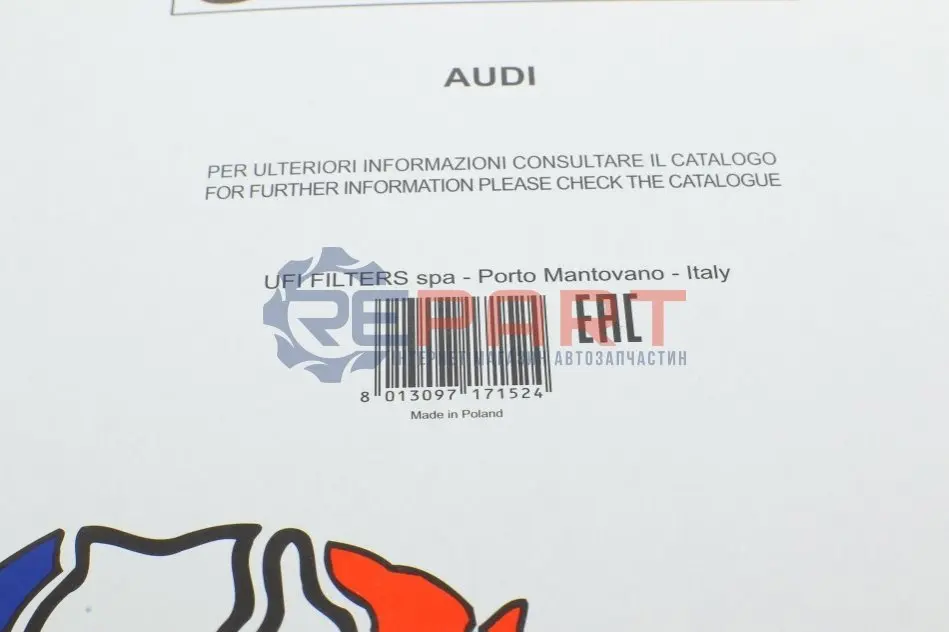 AUDI
PER ULTERIORI INFORMAZIONI CONSULTARE IL CATALOGO
FOR FURTHER INFORMATION PLEASE CHECK THE CATALOGUE
UFI FILTERS spa - Porto Mantovano - Italy
REPART
EAC
ІНТЕРНЕТ МАГАЗИН АВТОЗАПЧАСТИН
8 013097 171524
Made in Poland